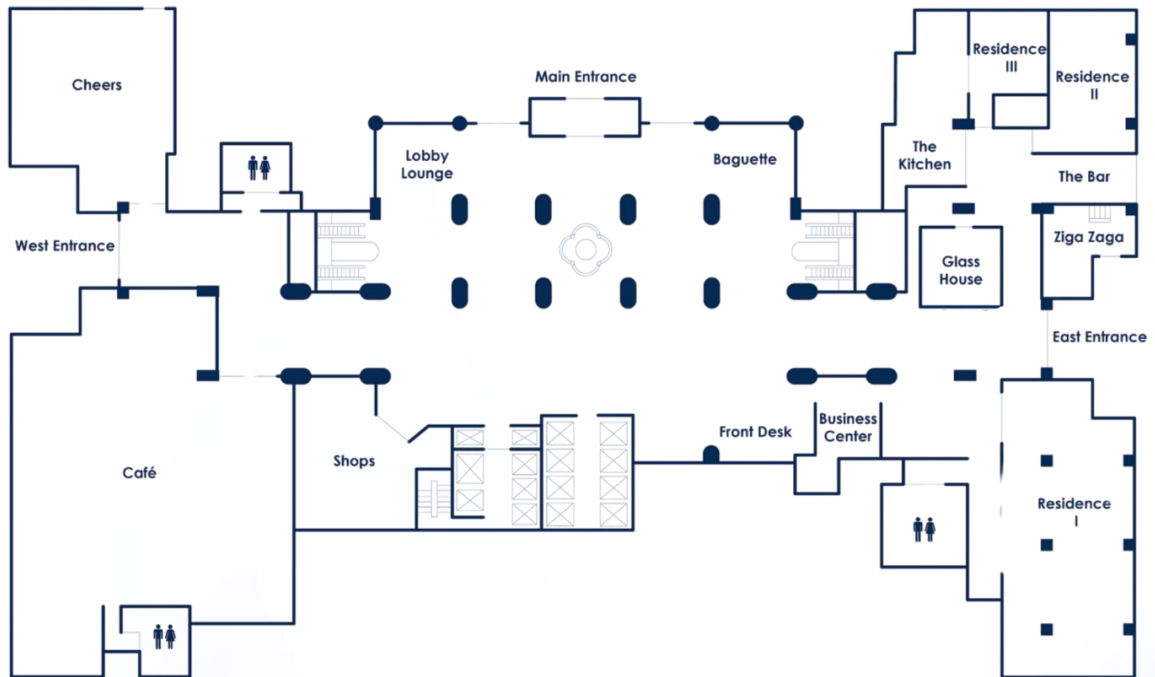 Cheers
Main Entrance
Residence
III
Residence
II
Lobby
Lounge
Baguette
The
Kitchen
The Bar
West Entrance
Ziga Zaga
Glass
House
East Entrance
Front Desk
Business
Center
Shops
Café
Residence
I